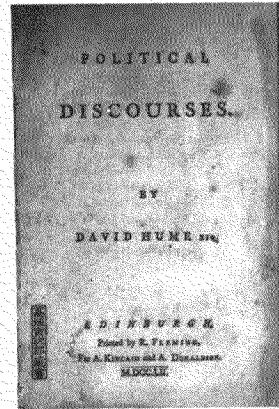 POLITICAL
DISCOURSES.
BY
DAVID HUME Esq;
EDINBURGH,
Printed by R. FLEMING,
For A. KINCAID and A. DONALDSON.
MDCCLII.